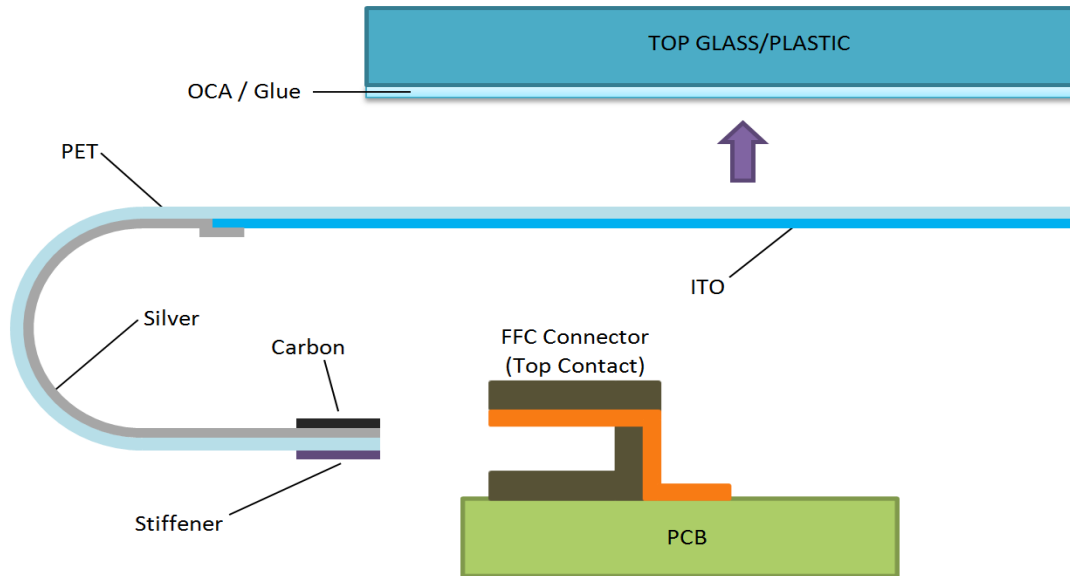 TOP GLASS/PLASTIC
OCA / Glue
PET
ITO
Silver
FFC Connector
(Top Contact)
Carbon
Stiffener
PCB